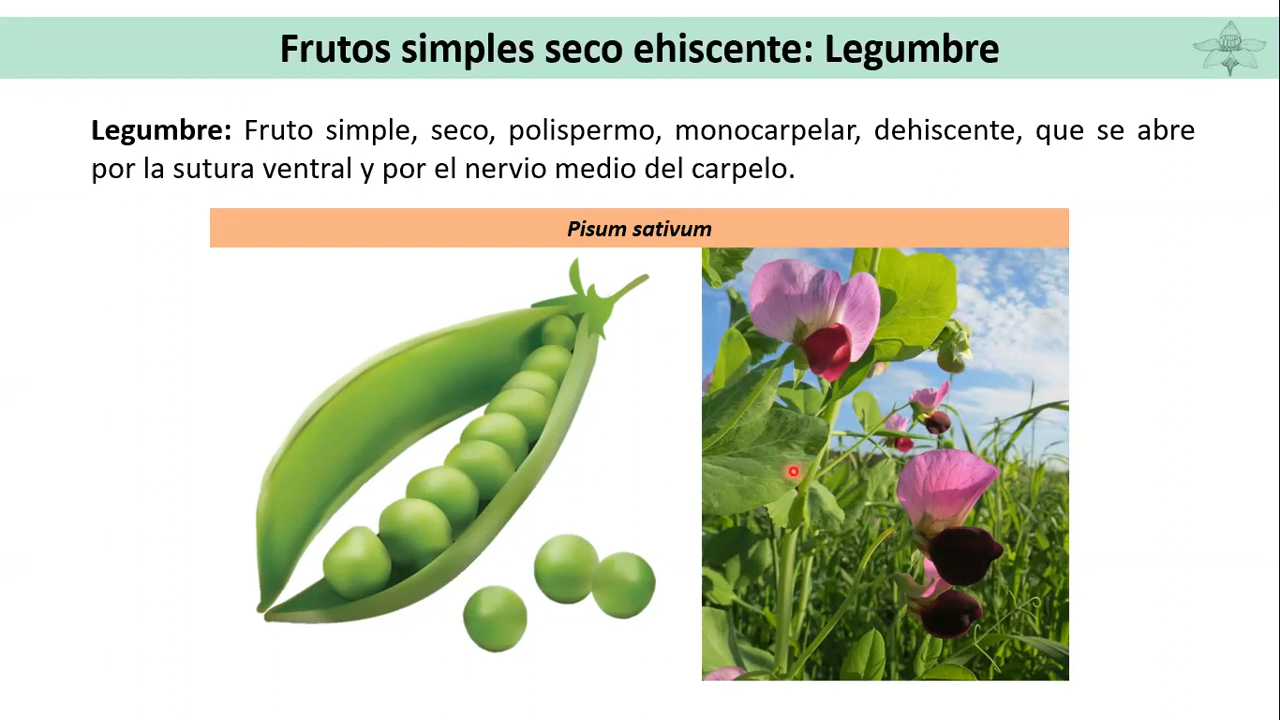 Frutos simples seco ehiscente: Legumbre
Legumbre: Fruto simple, seco, polispermo, monocarpelar, dehiscente, que se abre
por la sutura ventral y por el nervio medio del carpelo.
Pisum sativum